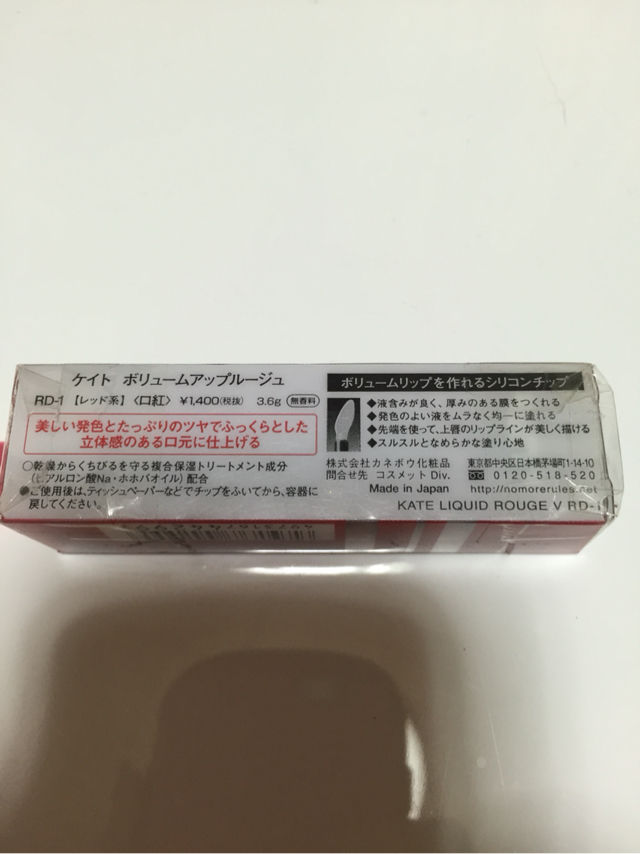 ケイト ボリュームアップルージュ
RD-1 【レッド系】〈口紅〉 ¥1,400(税抜) 3.6g 無香料
美しい発色とたっぷりのツヤでふっくらとした
立体感のある口元に仕上げる
○乾燥からくちびるを守る複合保湿トリートメント成分
(ヒアルロン酸Na・ホホバオイル)配合
●ご使用後は、ティッシュペーパーなどでチップをふいてから、容器に
戻してください。
ボリュームリップを作れるシリコンチップ
◆液含みが良く、厚みのある膜をつくれる
◆発色のよい液をムラなく均一に塗れる
◆先端を使って、上唇のリップラインが美しく描ける
◆スルスルとなめらかな塗り心地
株式会社カネボウ化粧品 東京都中央区日本橋茅場町1-14-10
問合せ先 コスメットDiv. 0120-518-520
Made in Japan http://nomorerules.net
KATE LIQUID ROUGE V RD-1